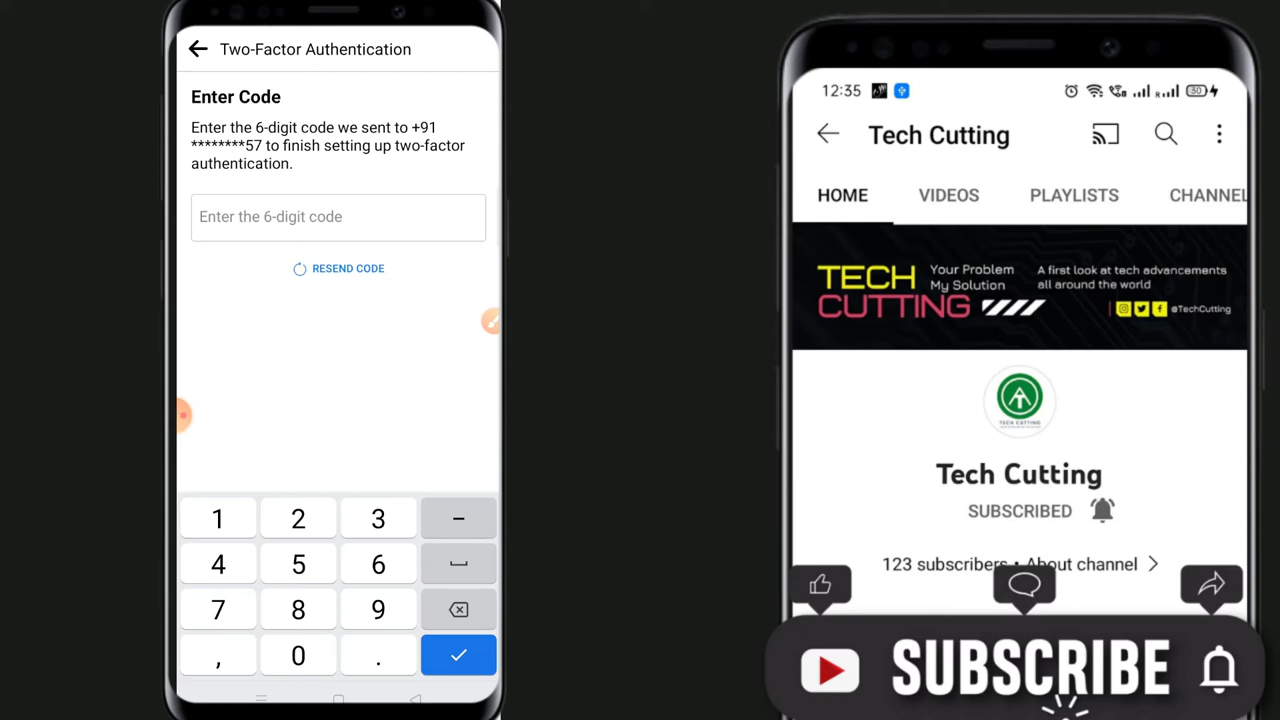 Two-Factor Authentication
Enter Code
Enter the 6-digit code we sent to +91
********57 to finish setting up two-factor
authentication.
Enter the 6-digit code
RESEND CODE
1 2 3 –
4 5 6
7 8 9
, 0 .
12:35
30
Tech Cutting
HOME VIDEOS PLAYLISTS CHANNEL
TECH
CUTTING
Your Problem
My Solution
A first look at tech advancements
all around the world
@TechCutting
TECH CUTTING
Tech Cutting
SUBSCRIBED
123 subscribers • About channel
SUBSCRIBE